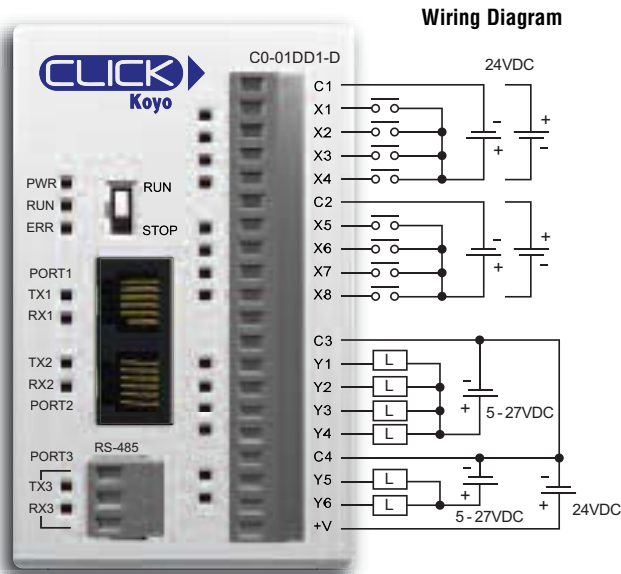 Wiring Diagram
CLICK
Koyo
C0-01DD1-D
24VDC
C1
X1
X2
X3
X4
C2
X5
X6
X7
X8
C3
Y1
Y2
Y3
Y4
C4
Y5
Y6
+V
PWR
RUN
ERR
RUN
STOP
PORT1
TX1
RX1
TX2
RX2
PORT2
PORT3
RS-485
TX3
RX3
-
+
+
-
-
+
+
-
L
L
L
L
-
+
5-27VDC
L
L
-
+
5-27VDC
-
+
24VDC